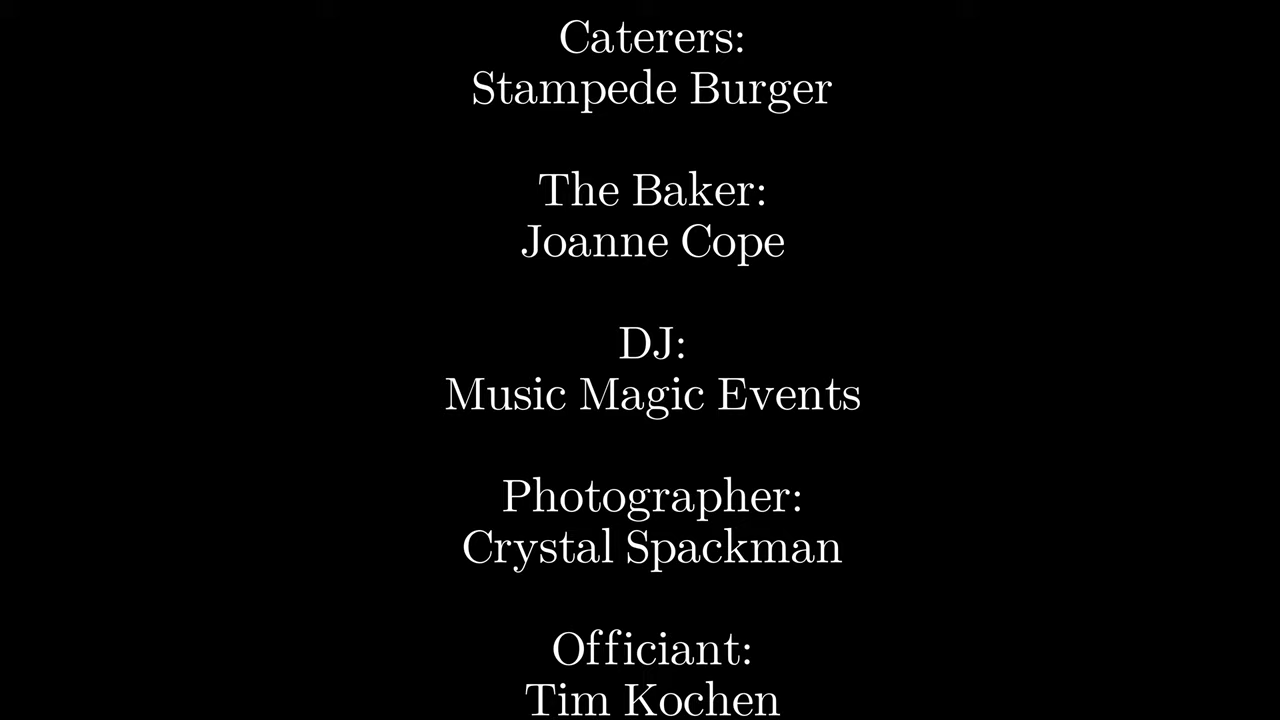 Caterers:
Stampede Burger
The Baker:
Joanne Cope
DJ:
Music Magic Events
Photographer:
Crystal Spackman
Officiant:
Tim Kochen